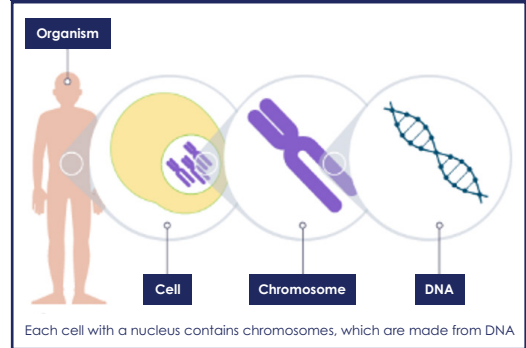 Organism
Cell
Chromosome
DNA
Each cell with a nucleus contains chromosomes, which are made from DNA